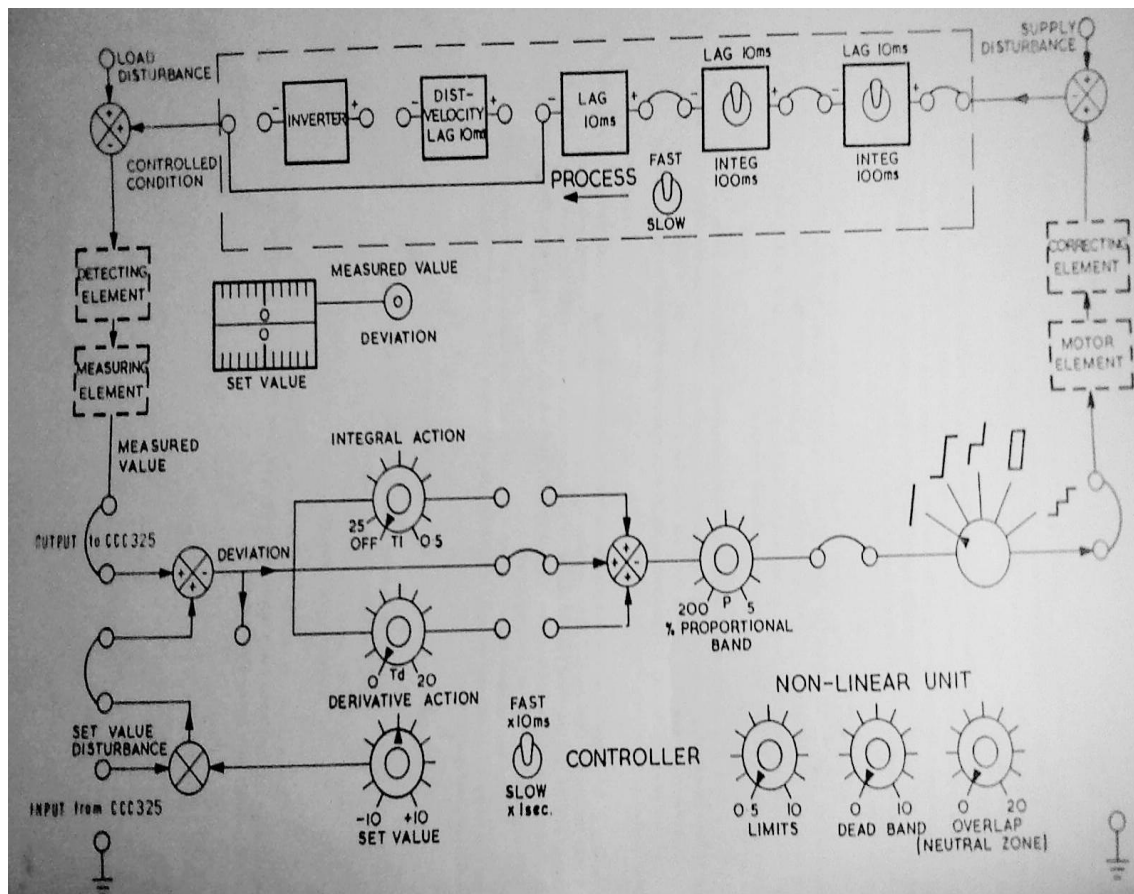 LOAD
DISTURBANCE
SUPPLY
DISTURBANCE
LAG 10ms
LAG 10ms
INVERTER
DIST-
VELOCITY
LAG 10ms
LAG
10ms
INTEG
100ms
INTEG
100ms
FAST
SLOW
PROCESS
CONTROLLED
CONDITION
DETECTING
ELEMENT
MEASURING
ELEMENT
MEASURED VALUE
DEVIATION
SET VALUE
CORRECTING
ELEMENT
MOTOR
ELEMENT
MEASURED
VALUE
INTEGRAL ACTION
25
OFF
TI
0 5
OUTPUT to CCC325
DEVIATION
200
P
5
% PROPORTIONAL
BAND
0
Td
20
DERIVATIVE ACTION
SET VALUE
DISTURBANCE
INPUT from CCC325
-10
+10
SET VALUE
FAST
x10ms
SLOW
x1sec.
CONTROLLER
NON-LINEAR UNIT
0 5
10
LIMITS
0
10
DEAD BAND
0
20
OVERLAP
(NEUTRAL ZONE)